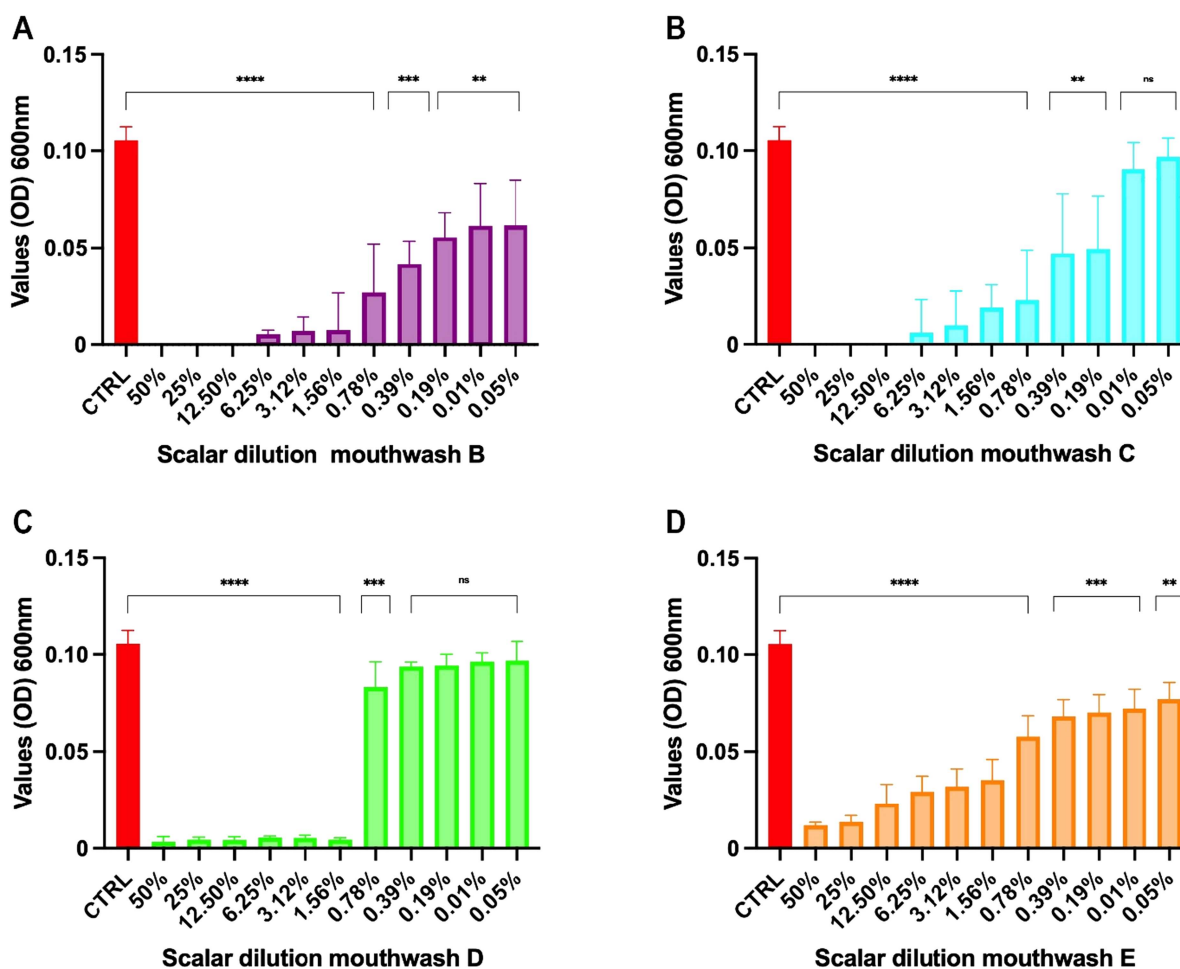 A
0.15
0.10
0.05
0
Values (OD) 600nm
**** *** **
CTRL 50% 25% 12.50% 6.25% 3.12% 1.56% 0.78% 0.39% 0.19% 0.01% 0.05%
Scalar dilution mouthwash B
B
0.15
0.10
0.05
0
Values (OD) 600nm
**** ** ns
CTRL 50% 25% 12.50% 6.25% 3.12% 1.56% 0.78% 0.39% 0.19% 0.01% 0.05%
Scalar dilution mouthwash C
C
0.15
0.10
0.05
0
Values (OD) 600nm
**** *** ns
CTRL 50% 25% 12.50% 6.25% 3.12% 1.56% 0.78% 0.39% 0.19% 0.01% 0.05%
Scalar dilution mouthwash D
D
0.15
0.10
0.05
0
Values (OD) 600nm
**** *** **
CTRL 50% 25% 12.50% 6.25% 3.12% 1.56% 0.78% 0.39% 0.19% 0.01% 0.05%
Scalar dilution mouthwash E